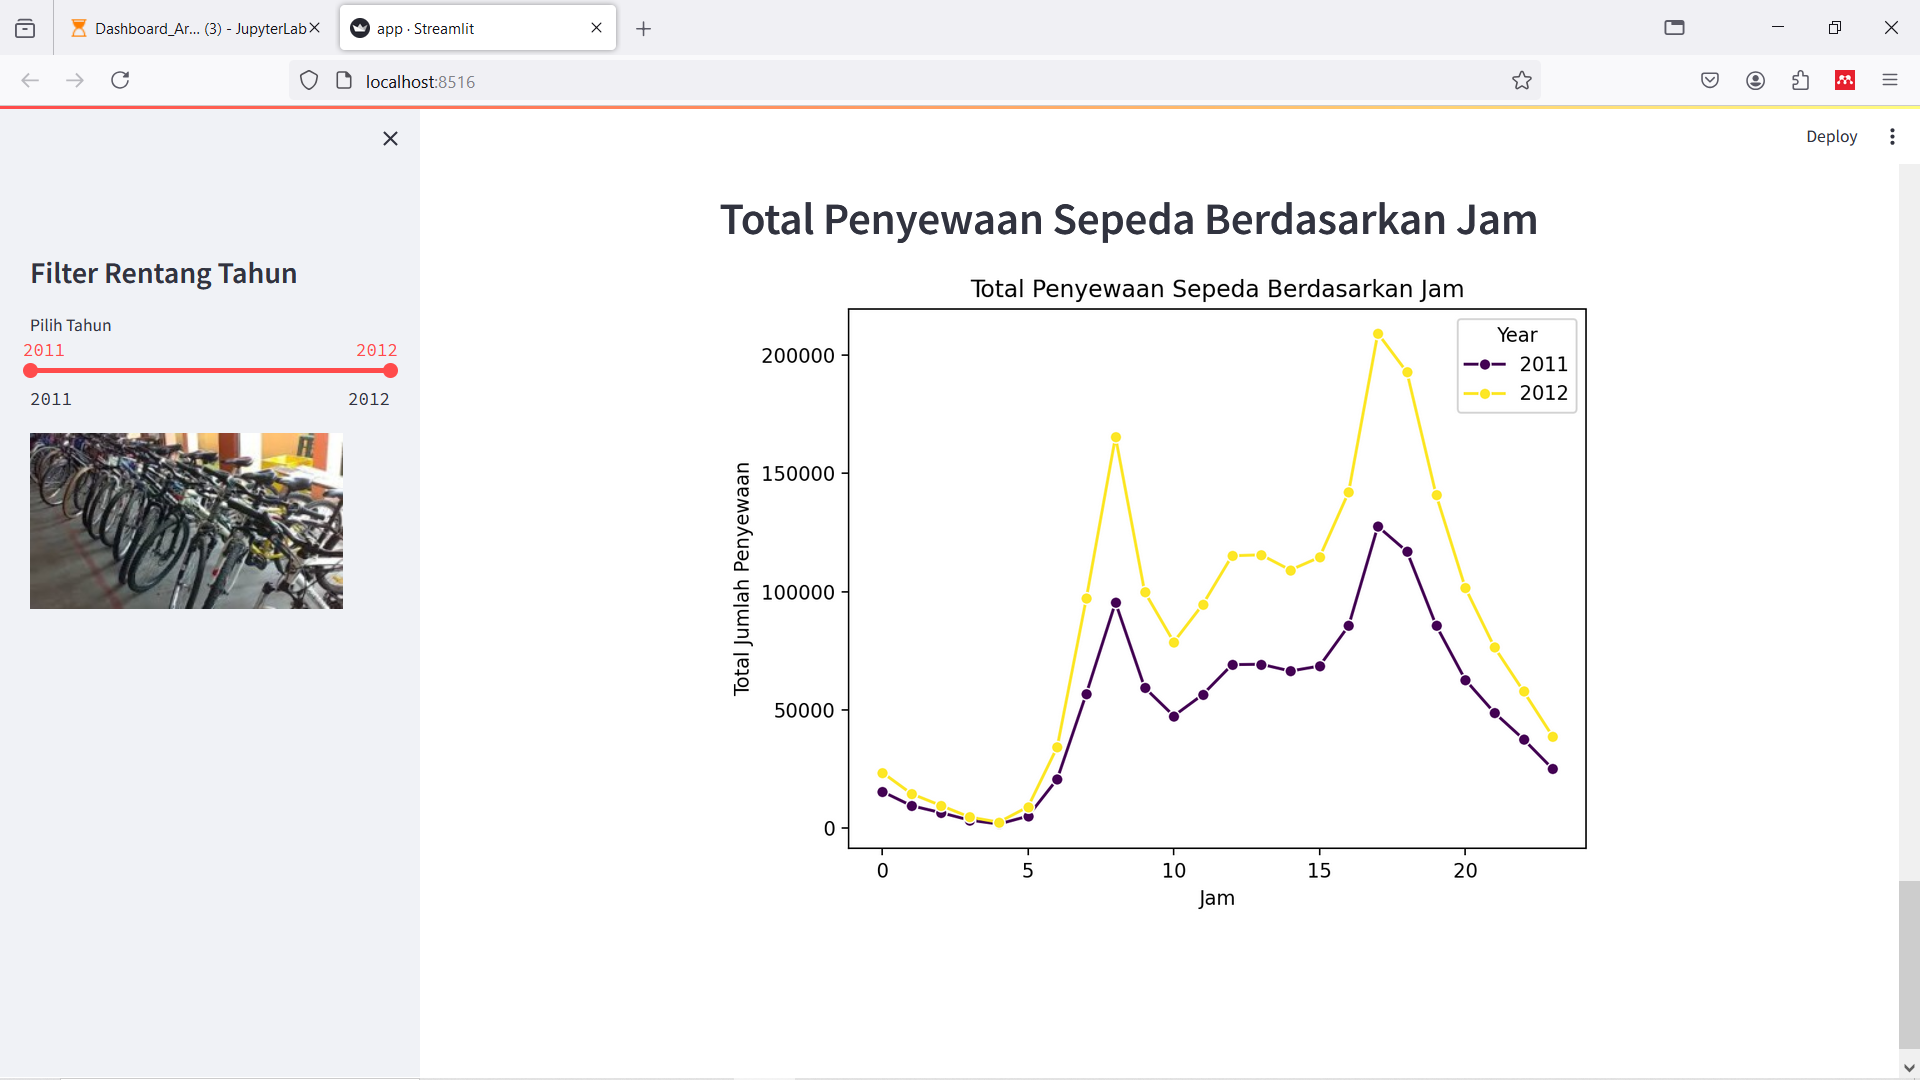 Dashboard_Ar... (3) - JupyterLab
app · Streamlit
localhost:8516
Deploy
Filter Rentang Tahun
Pilih Tahun
2011 2012
2011 2012
Total Penyewaan Sepeda Berdasarkan Jam
Total Penyewaan Sepeda Berdasarkan Jam
Year
2011
2012
Total Jumlah Penyewaan
200000
150000
100000
50000
0
0 5 10 15 20
Jam